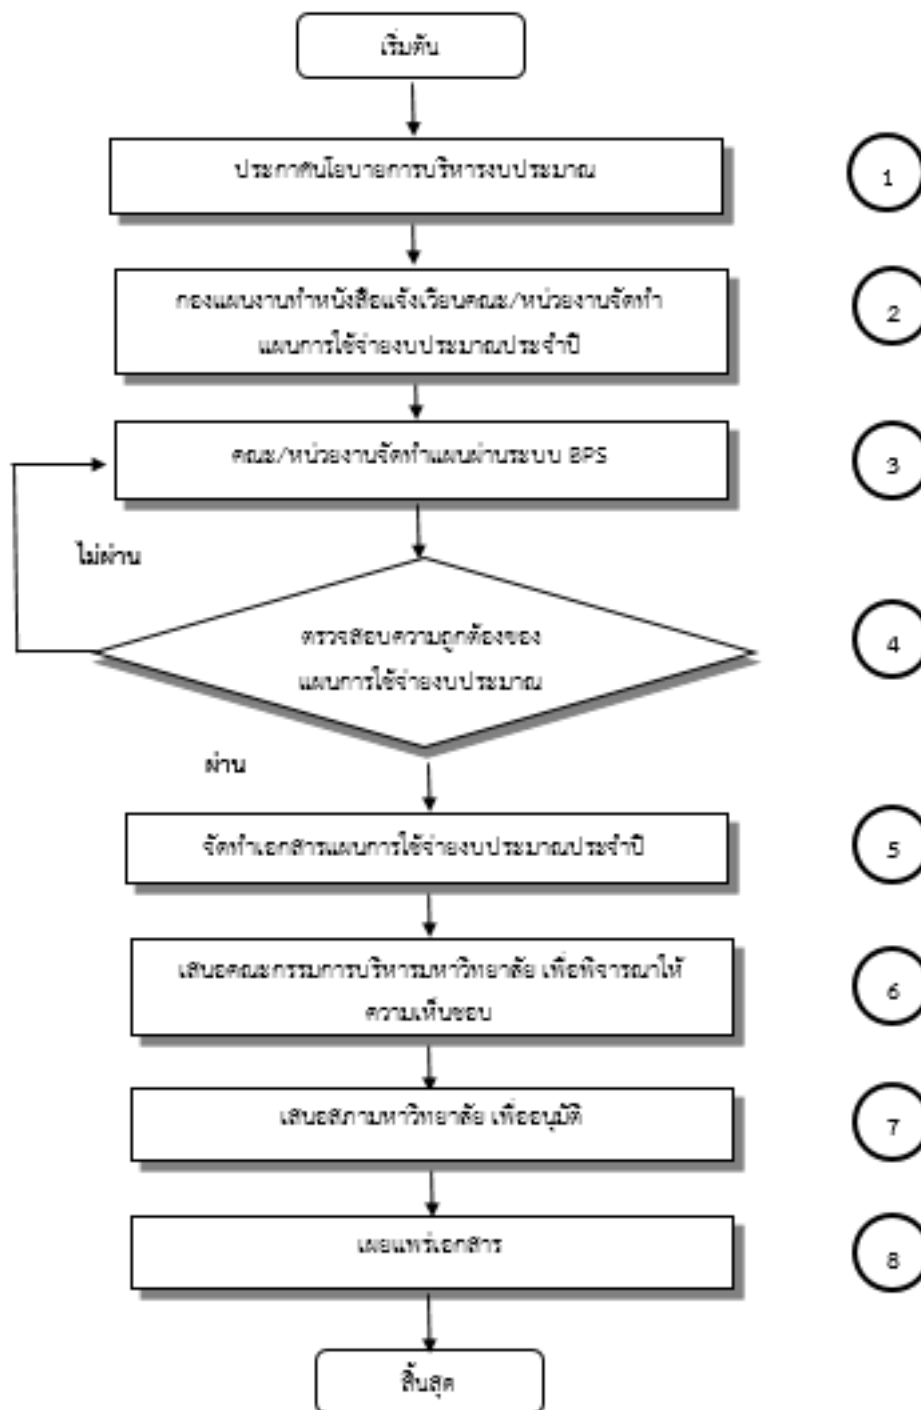 เริ่มต้น
ประกาศนโยบายการบริหารงบประมาณ
1
กองแผนงานทำหนังสือแจ้งเวียนคณะ/หน่วยงานจัดทำ
แผนการใช้จ่ายงบประมาณประจำปี
2
คณะ/หน่วยงานจัดทำแผนผ่านระบบ BPS
3
ไม่ผ่าน
ตรวจสอบความถูกต้องของ
แผนการใช้จ่ายงบประมาณ
4
ผ่าน
จัดทำเอกสารแผนการใช้จ่ายงบประมาณประจำปี
5
เสนอคณะกรรมการบริหารมหาวิทยาลัย เพื่อพิจารณาให้
ความเห็นชอบ
6
เสนอสภามหาวิทยาลัย เพื่ออนุมัติ
7
เผยแพร่เอกสาร
8
สิ้นสุด